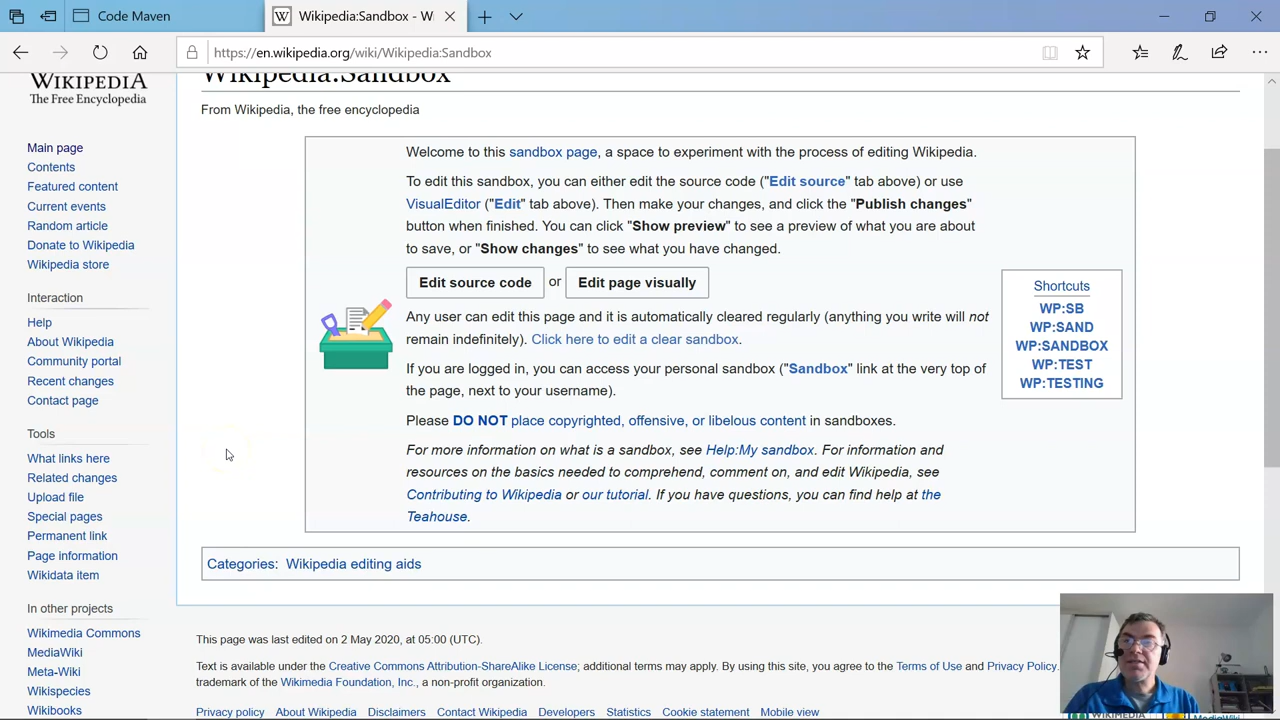 Code Maven
Wikipedia:Sandbox - W
https://en.wikipedia.org/wiki/Wikipedia:Sandbox
WIKIPEDIA
The Free Encyclopedia
Main page
Contents
Featured content
Current events
Random article
Donate to Wikipedia
Wikipedia store
Interaction
Help
About Wikipedia
Community portal
Recent changes
Contact page
Tools
What links here
Related changes
Upload file
Special pages
Permanent link
Page information
Wikidata item
In other projects
Wikimedia Commons
MediaWiki
Meta-Wiki
Wikispecies
Wikibooks
Wikipedia:Sandbox
From Wikipedia, the free encyclopedia
Welcome to this sandbox page, a space to experiment with the process of editing Wikipedia.
To edit this sandbox, you can either edit the source code ("Edit source" tab above) or use
VisualEditor ("Edit" tab above). Then make your changes, and click the "Publish changes"
button when finished. You can click "Show preview" to see a preview of what you are about
to save, or "Show changes" to see what you have changed.
Edit source code or Edit page visually
Any user can edit this page and it is automatically cleared regularly (anything you write will not
remain indefinitely). Click here to edit a clear sandbox.
If you are logged in, you can access your personal sandbox ("Sandbox" link at the very top of
the page, next to your username).
Please DO NOT place copyrighted, offensive, or libelous content in sandboxes.
For more information on what is a sandbox, see Help:My sandbox. For information and
resources on the basics needed to comprehend, comment on, and edit Wikipedia, see
Contributing to Wikipedia or our tutorial. If you have questions, you can find help at the
Teahouse.
Shortcuts
WP:SB
WP:SAND
WP:SANDBOX
WP:TEST
WP:TESTING
Categories: Wikipedia editing aids
This page was last edited on 2 May 2020, at 05:00 (UTC).
Text is available under the Creative Commons Attribution-ShareAlike License; additional terms may apply. By using this site, you agree to the Terms of Use and Privacy Policy.
trademark of the Wikimedia Foundation, Inc., a non-profit organization.
Privacy policy About Wikipedia Disclaimers Contact Wikipedia Developers Statistics Cookie statement Mobile view